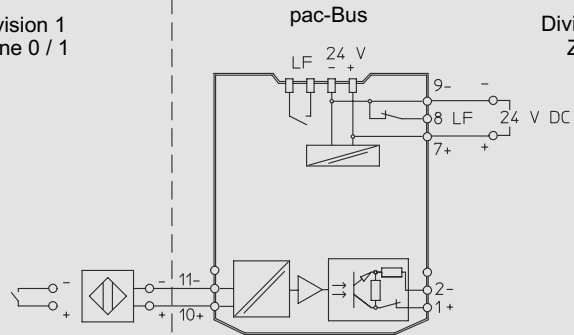 pac-Bus
vision 1
ne 0 / 1
Divi
Z
LF 24 V
- +
9-
-
8 LF 24 V DC
7+
+
- - 11-
+ + 10+
2-
1+